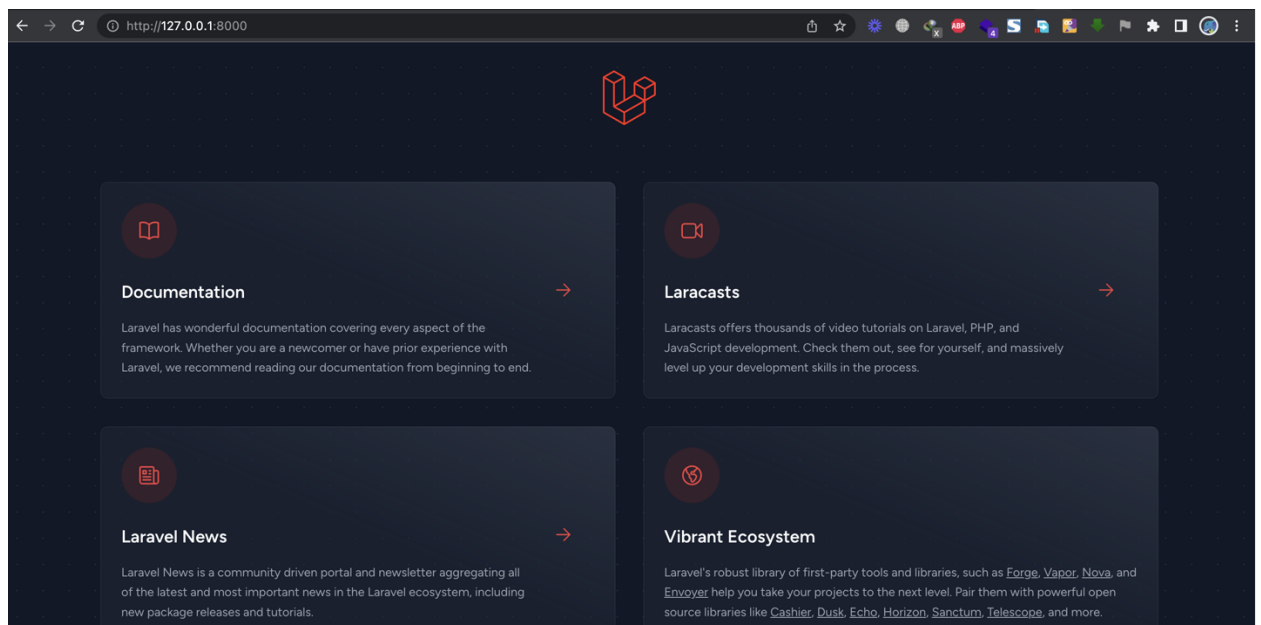 http://127.0.0.1:8000
ABP
x
4
S
Documentation
Laravel has wonderful documentation covering every aspect of the
framework. Whether you are a newcomer or have prior experience with
Laravel, we recommend reading our documentation from beginning to end.
Laracasts
Laracasts offers thousands of video tutorials on Laravel, PHP, and
JavaScript development. Check them out, see for yourself, and massively
level up your development skills in the process.
Laravel News
Laravel News is a community driven portal and newsletter aggregating all
of the latest and most important news in the Laravel ecosystem, including
new package releases and tutorials.
Vibrant Ecosystem
Laravel's robust library of first-party tools and libraries, such as Forge, Vapor, Nova, and
Envoyer help you take your projects to the next level. Pair them with powerful open
source libraries like Cashier, Dusk, Echo, Horizon, Sanctum, Telescope, and more.